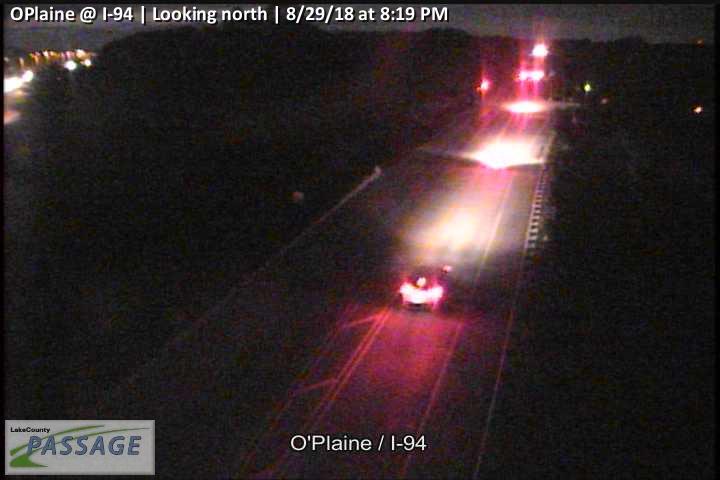 OPlaine @ I-94 | Looking north | 8/29/18 at 8:19 PM
LakeCounty
PASSAGE
O'Plaine / I-94